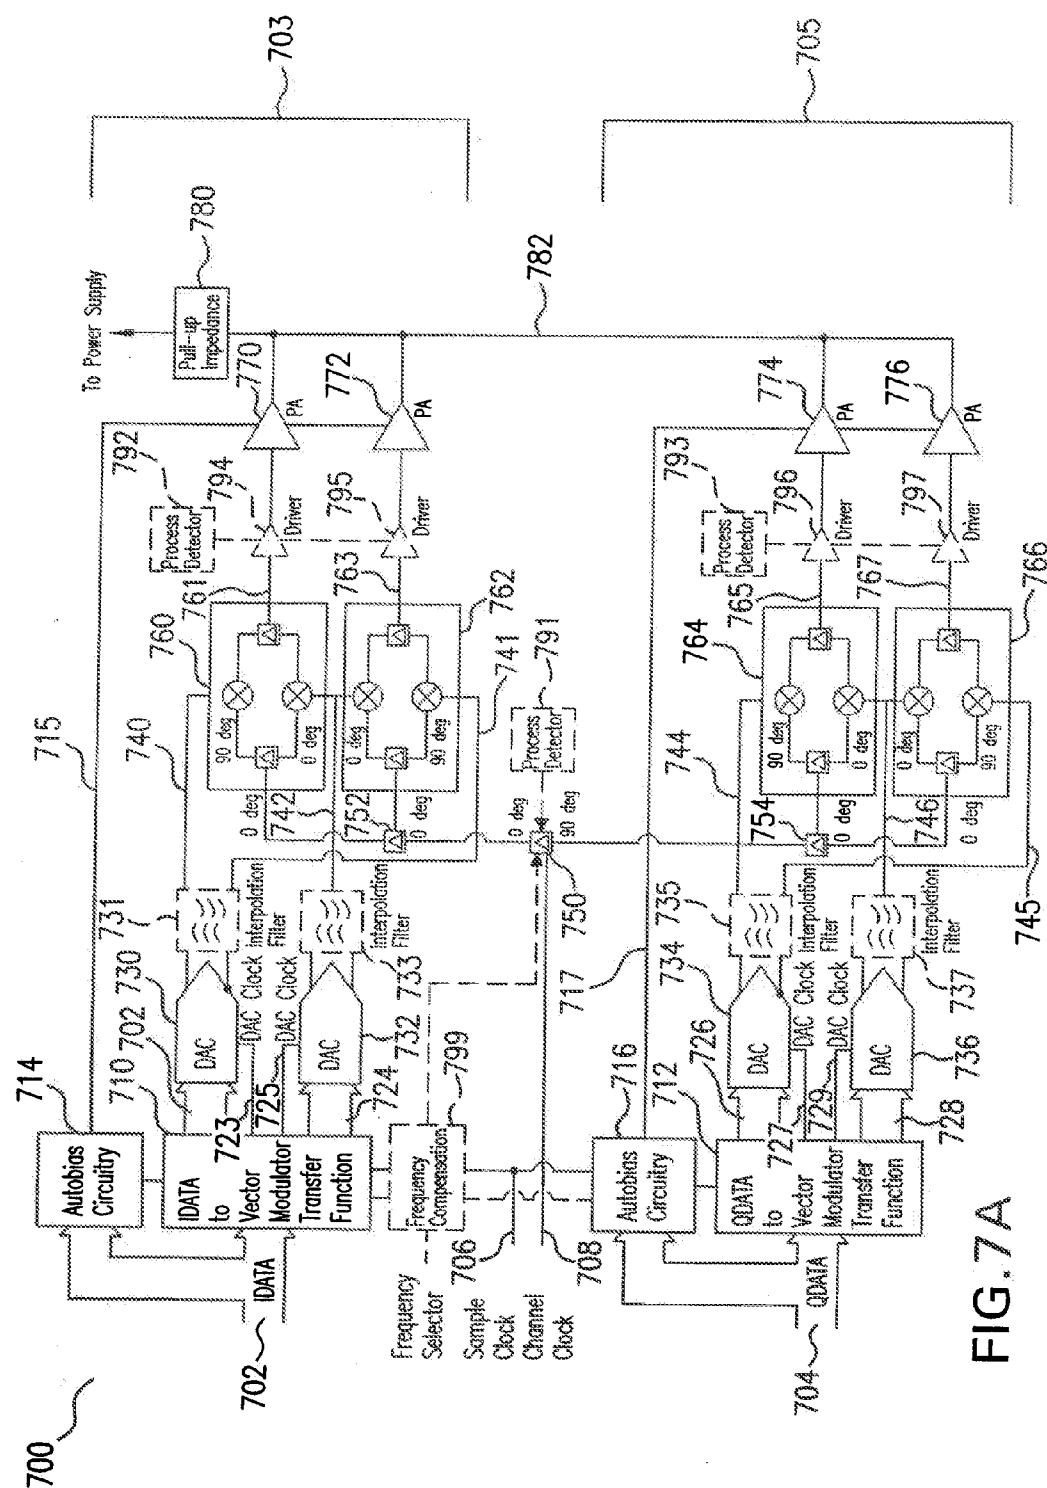 700
702
IDATA
714
Autobias
Circuitry
715
710
IDATA
to
Vector
Modulator
Transfer
Function
702
723
725
724
730
DAC
DAC Clock
DAC Clock
732
DAC
731
Interpolation
Filter
733
Interpolation
Filter
740
742
741
0 deg
752
0 deg
760
90 deg
0 deg
762
0 deg
90 deg
761
763
792
Process
Detector
794
Driver
795
Driver
770
PA
772
PA
To Power Supply
Pull-up
Impedance
780
782
703
Frequency
Selector
Frequency
Compensation
799
Sample
Clock
706
Channel
Clock
708
750
0 deg
90 deg
Process
Detector
791
704
QDATA
716
Autobias
Circuitry
717
712
QDATA
to
Vector
Modulator
Transfer
Function
726
727
729
728
734
DAC
DAC Clock
DAC Clock
736
DAC
735
Interpolation
Filter
737
Interpolation
Filter
744
746
745
754
0 deg
0 deg
764
90 deg
0 deg
766
0 deg
90 deg
765
767
793
Process
Detector
796
Driver
797
Driver
774
PA
776
PA
705
FIG.7A